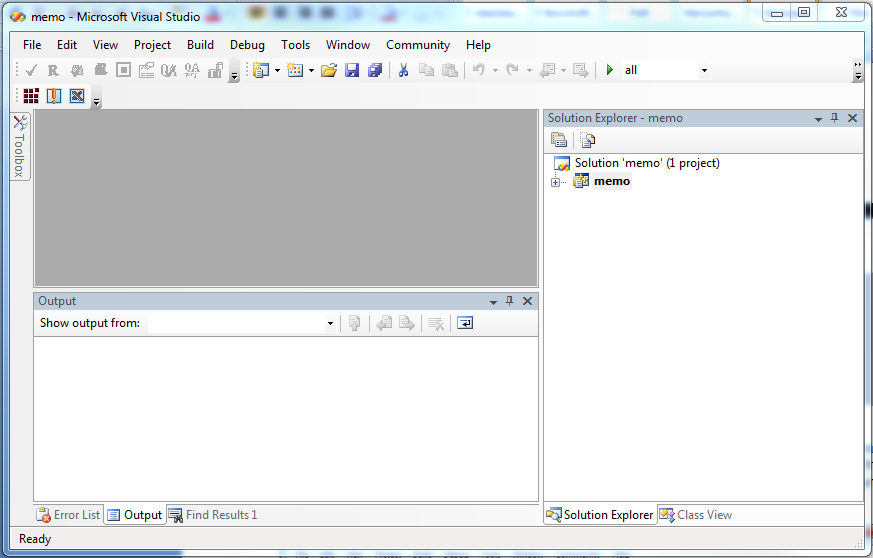 memo - Microsoft Visual Studio
File Edit View Project Build Debug Tools Window Community Help
all
Toolbox
Solution Explorer - memo
Solution 'memo' (1 project)
memo
Output
Show output from:
Error List Output Find Results 1
Solution Explorer Class View
Ready